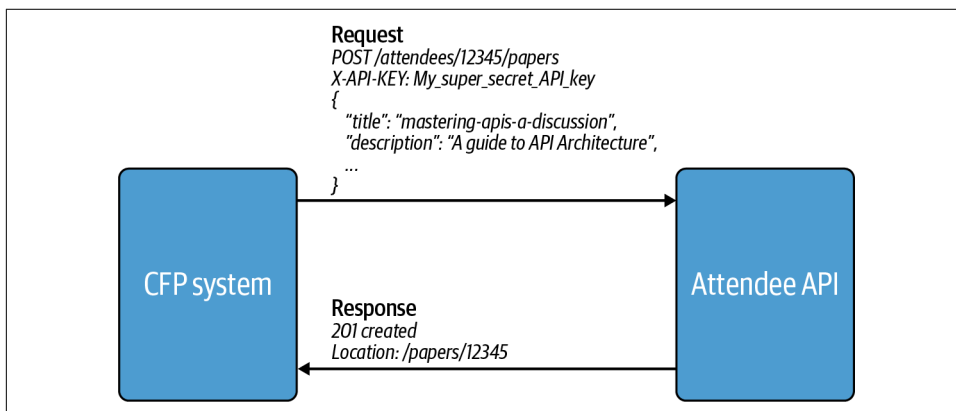 Request
POST /attendees/12345/papers
X-API-KEY: My_super_secret_API_key
{
“title”: “mastering-apis-a-discussion”,
"description”: “A guide to API Architecture”,
...
}
CFP system
Attendee API
Response
201 created
Location: /papers/12345